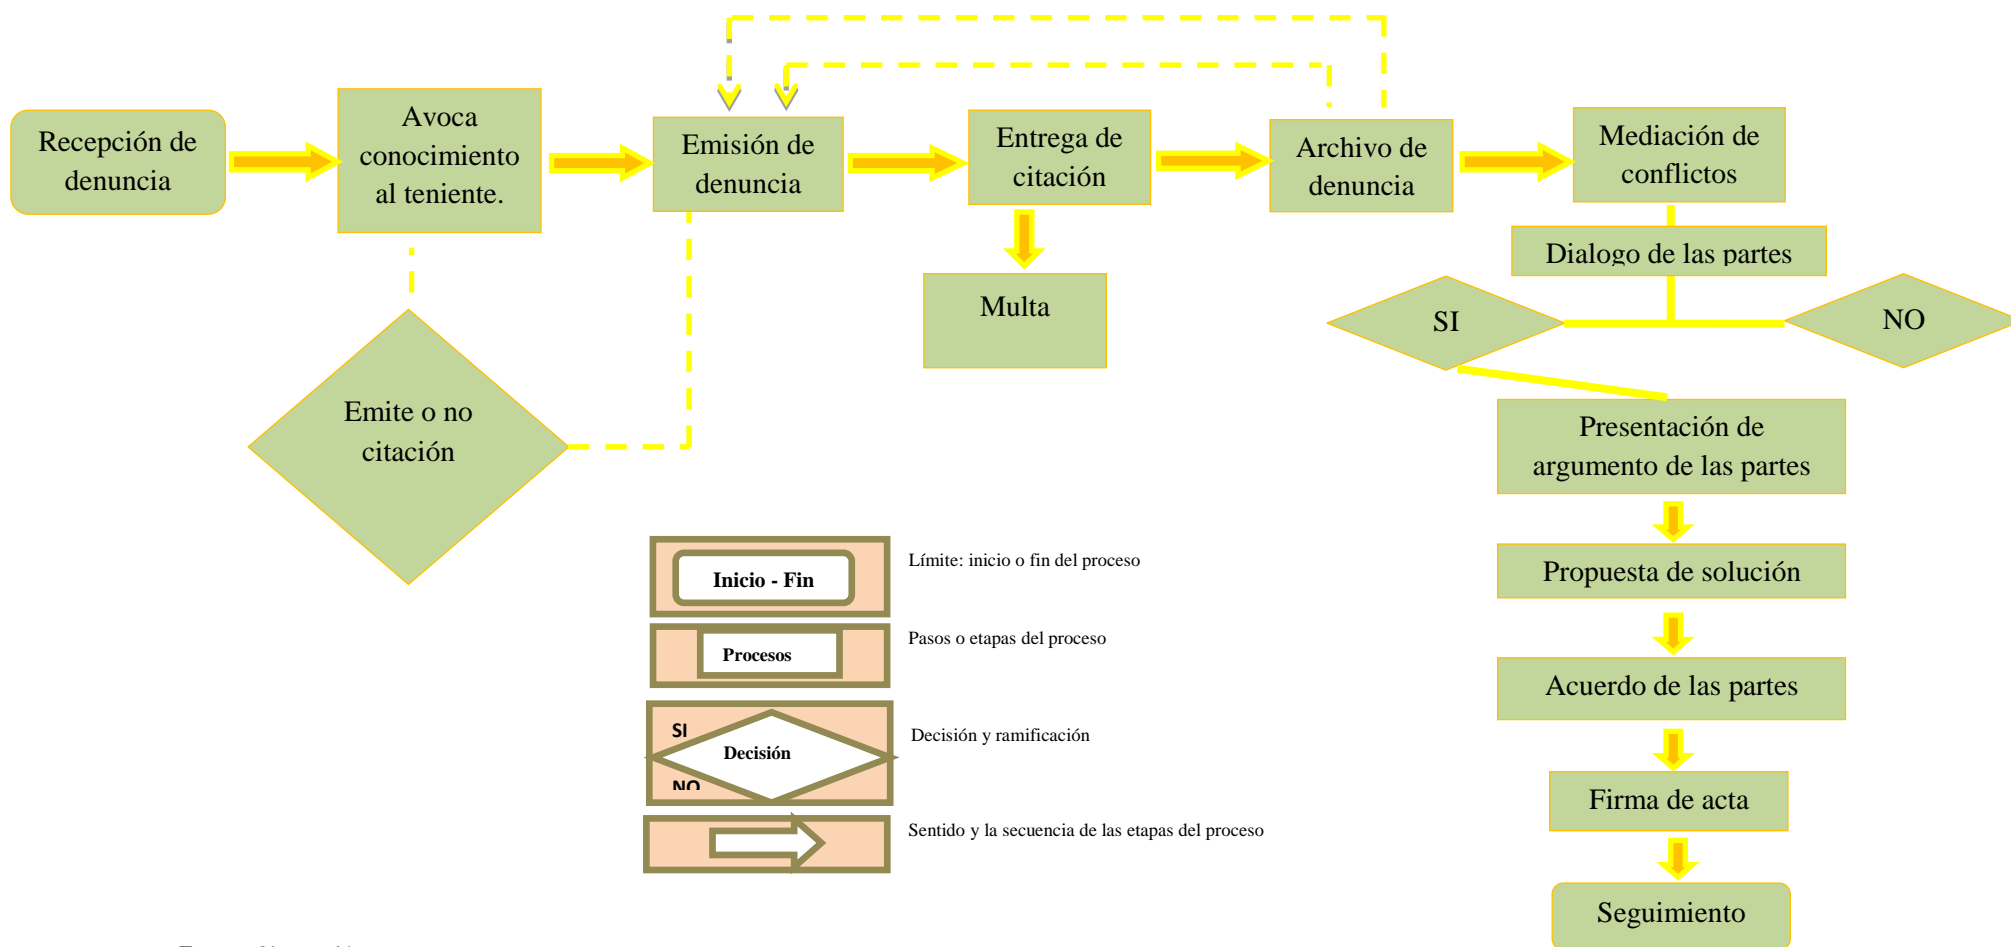 Recepción de
denuncia
Avoca
conocimiento
al teniente.
Emisión de
denuncia
Entrega de
citación
Archivo de
denuncia
Mediación de
conflictos
Multa
Dialogo de las partes
SI
NO
Emite o no
citación
Presentación de
argumento de las partes
Propuesta de solución
Acuerdo de las partes
Firma de acta
Seguimiento
Inicio - Fin
Límite: inicio o fin del proceso
Procesos
Pasos o etapas del proceso
SI
Decisión
NO
Decisión y ramificación
Sentido y la secuencia de las etapas del proceso